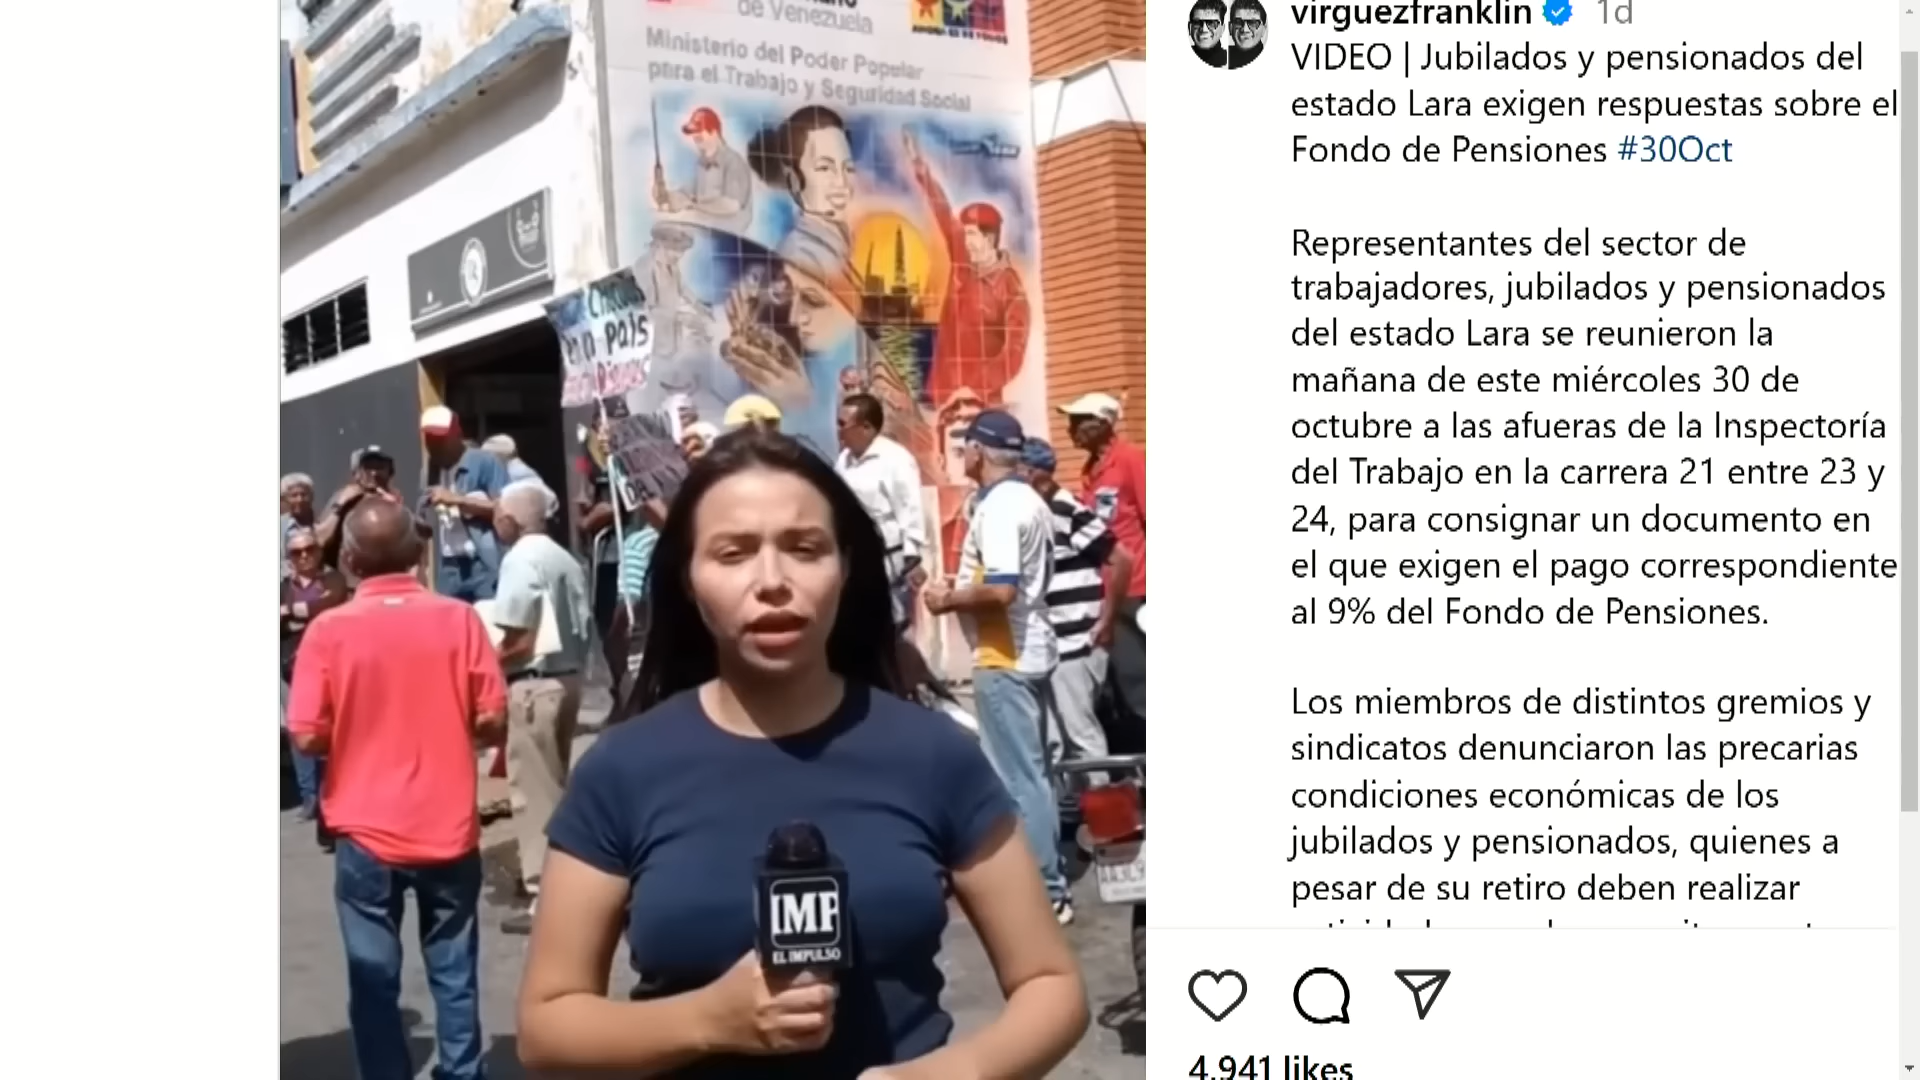 de Venezuela
Ministerio del Poder Popular
para el Trabajo y Seguridad Social
país
IMP
EL IMPULSO
virguezfranklin 1d
VIDEO | Jubilados y pensionados del
estado Lara exigen respuestas sobre el
Fondo de Pensiones #30Oct
Representantes del sector de
trabajadores, jubilados y pensionados
del estado Lara se reunieron la
mañana de este miércoles 30 de
octubre a las afueras de la Inspectoría
del Trabajo en la carrera 21 entre 23 y
24, para consignar un documento en
el que exigen el pago correspondiente
al 9% del Fondo de Pensiones.
Los miembros de distintos gremios y
sindicatos denunciaron las precarias
condiciones económicas de los
jubilados y pensionados, quienes a
pesar de su retiro deben realizar
4,941 likes